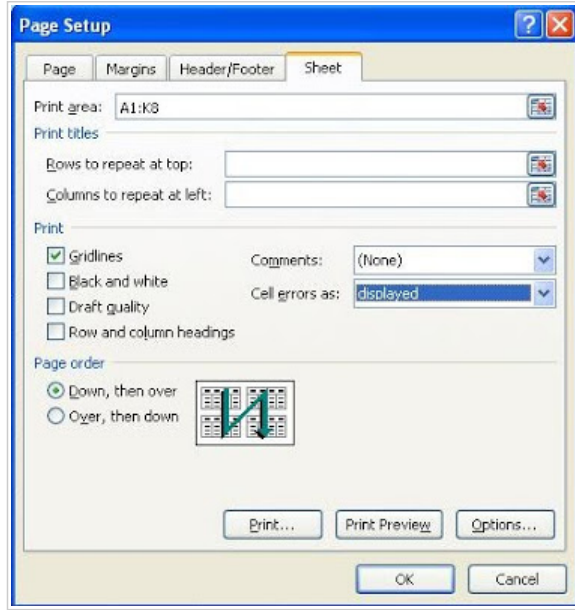 Page Setup
Page Margins Header/Footer Sheet
Print area: A1:K8
Print titles
Rows to repeat at top:
Columns to repeat at left:
Print
Gridlines
Black and white
Draft quality
Row and column headings
Comments: (None)
Cell errors as: displayed
Page order
Down, then over
Over, then down
Print... Print Preview Options...
OK Cancel